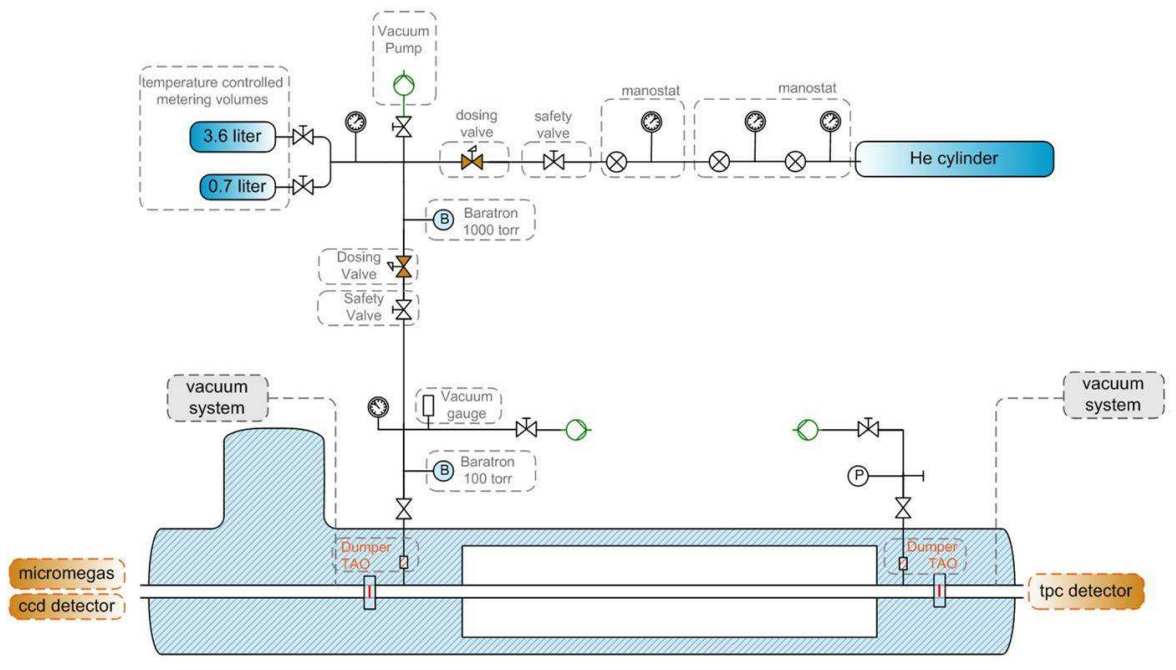 Vacuum
Pump
temperature controlled
metering volumes
3.6 liter
0.7 liter
dosing
valve
safety
valve
manostat
manostat
He cylinder
B
Baratron
1000 torr
Dosing
Valve
Safety
Valve
vacuum
system
Vacuum
gauge
vacuum
system
B
Baratron
100 torr
P
Dumper
TAO
Dumper
TAO
micromegas
ccd detector
tpc detector